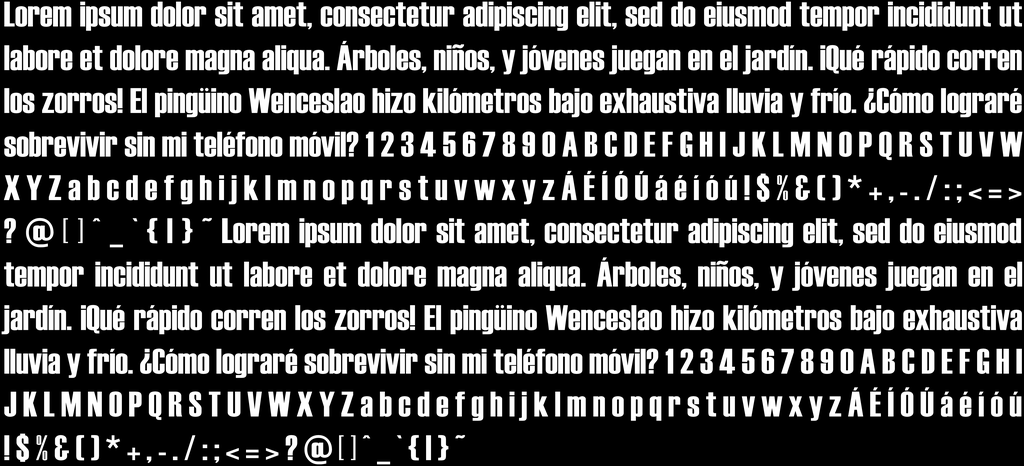 Lorem ipsum dolor sit amet, consectetur adipiscing elit, sed do eiusmod tempor incididunt ut
labore et dolore magna aliqua. Árboles, niños, y jóvenes juegan en el jardín. ¡Qué rápido corren
los zorros! El pingüino Wenceslao hizo kilómetros bajo exhaustiva lluvia y frío. ¿Cómo lograré
sobrevivir sin mi teléfono móvil? 1 2 3 4 5 6 7 8 9 0 A B C D E F G H I J K L M N O P Q R S T U V W
X Y Z a b c d e f g h i j k l m n o p q r s t u v w x y z Á É Í Ó Ú á é í ó ú ! $ % & ( ) * + , - . / : ; < = >
? @ [ ] ^ _ ` { | } ~ Lorem ipsum dolor sit amet, consectetur adipiscing elit, sed do eiusmod
tempor incididunt ut labore et dolore magna aliqua. Árboles, niños, y jóvenes juegan en el
jardín. ¡Qué rápido corren los zorros! El pingüino Wenceslao hizo kilómetros bajo exhaustiva
lluvia y frío. ¿Cómo lograré sobrevivir sin mi teléfono móvil? 1 2 3 4 5 6 7 8 9 0 A B C D E F G H I
J K L M N O P Q R S T U V W X Y Z a b c d e f g h i j k l m n o p q r s t u v w x y z Á É Í Ó Ú á é í ó ú
! $ % & ( ) * + , - . / : ; < = > ? @ [ ] ^ _ ` { | } ~